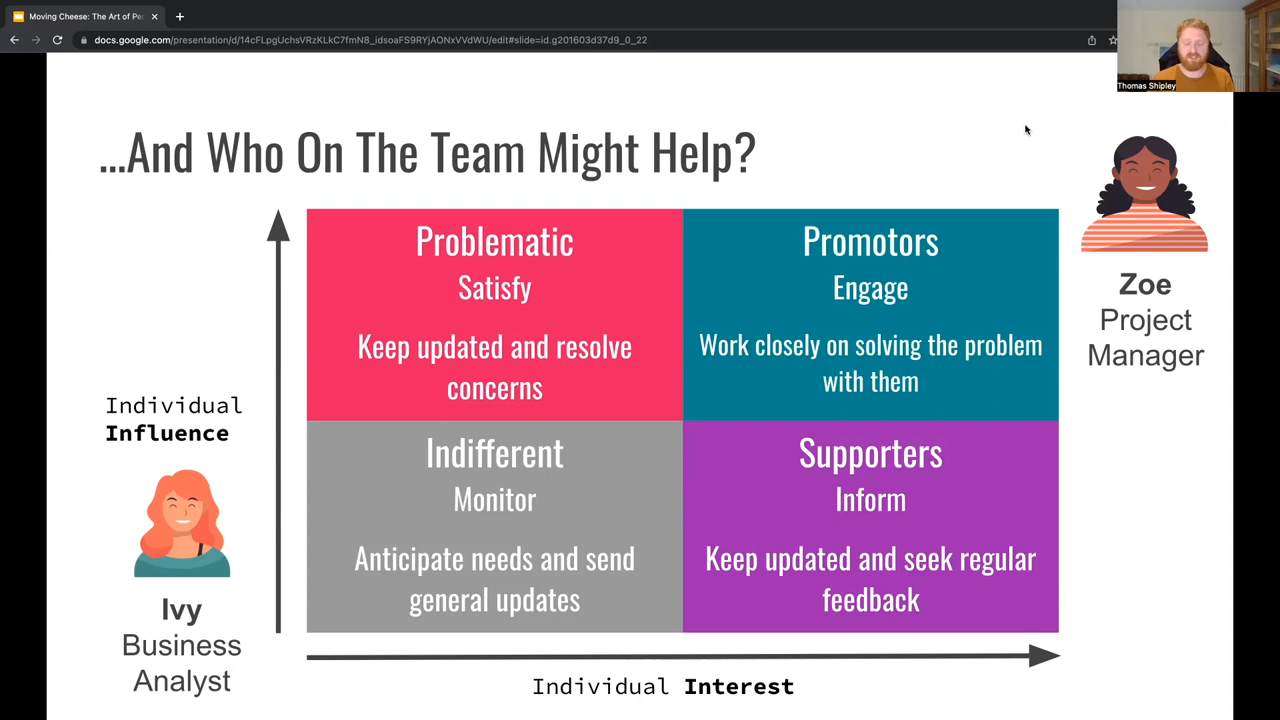 Moving Cheese: The Art of Per
docs.google.com/presentation/d/14cFLpgUchsVRzKLkC7fmN8_idsoaFS9RYjAONxVVdWU/edit#slide=id.g201603d37d9_0_22
Thomas Shipley
...And Who On The Team Might Help?
Problematic
Satisfy
Keep updated and resolve
concerns
Promotors
Engage
Work closely on solving the problem
with them
Zoe
Project
Manager
Individual
Influence
Indifferent
Monitor
Anticipate needs and send
general updates
Supporters
Inform
Keep updated and seek regular
feedback
Ivy
Business
Analyst
Individual Interest